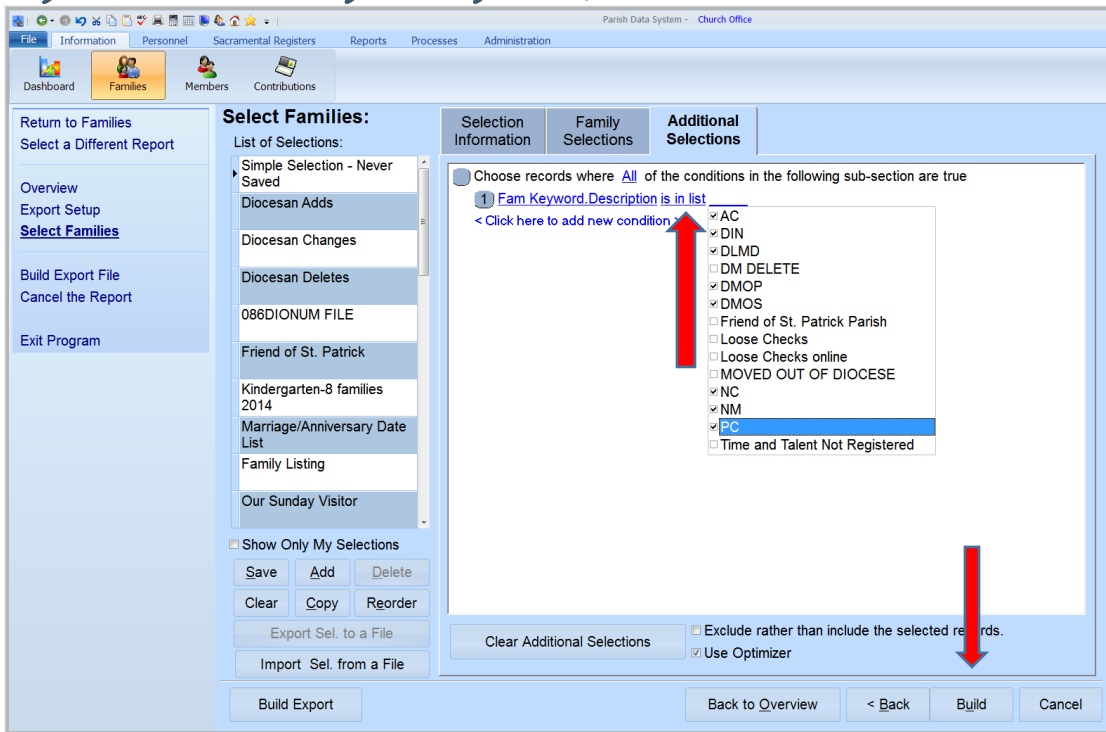 Parish Data System - Church Office
File Information Personnel Sacramental Registers Reports Processes Administration
Dashboard Families Members Contributions
Return to Families
Select a Different Report
Overview
Export Setup
Select Families
Build Export File
Cancel the Report
Exit Program
Select Families:
List of Selections:
Simple Selection - Never
Saved
Diocesan Adds
Diocesan Changes
Diocesan Deletes
086DIONUM FILE
Friend of St. Patrick
Kindergarten-8 families
2014
Marriage/Anniversary Date
List
Family Listing
Our Sunday Visitor
Show Only My Selections
Save Add Delete
Clear Copy Reorder
Export Sel. to a File
Import Sel. from a File
Selection
Information
Family
Selections
Additional
Selections
Choose records where All of the conditions in the following sub-section are true
1 Fam Keyword.Description is in list
< Click here to add new condition >
AC
DIN
DLMD
DM DELETE
DMOP
DMOS
Friend of St. Patrick Parish
Loose Checks
Loose Checks online
MOVED OUT OF DIOCESE
NC
NM
PC
Time and Talent Not Registered
Clear Additional Selections
Exclude rather than include the selected records.
Use Optimizer
Build Export Back to Overview < Back Build Cancel